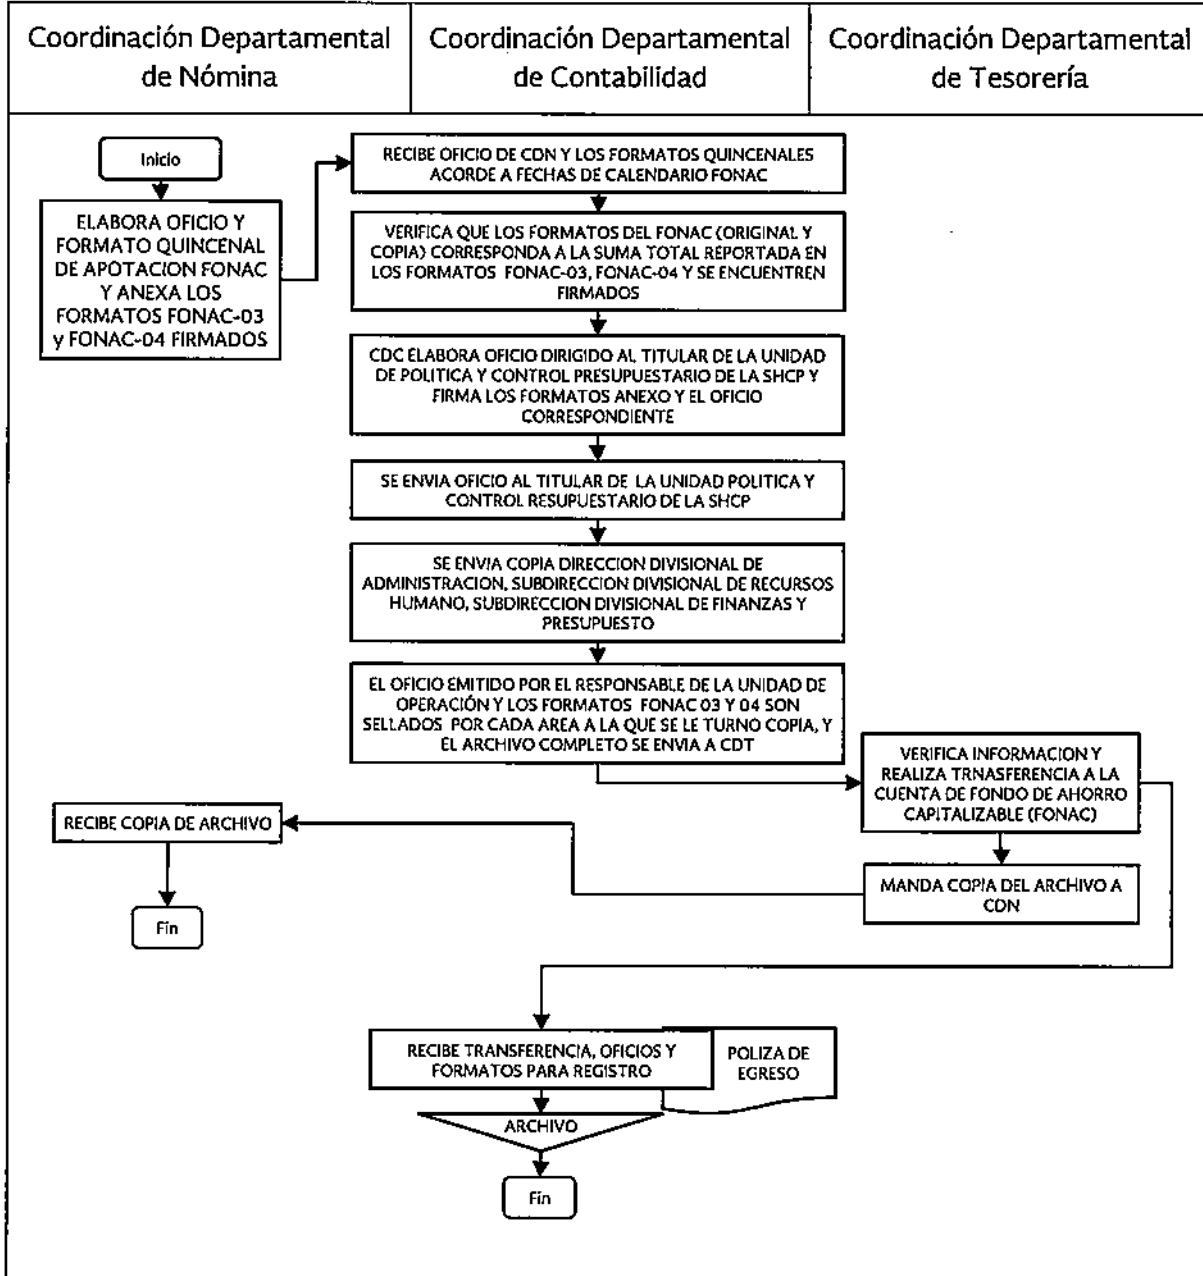 Coordinación Departamental
de Nómina
Coordinación Departamental
de Contabilidad
Coordinación Departamental
de Tesorería
Inicio
ELABORA OFICIO Y
FORMATO QUINCENAL
DE APOTACION FONAC
Y ANEXA LOS
FORMATOS FONAC-03
y FONAC-04 FIRMADOS
RECIBE OFICIO DE CDN Y LOS FORMATOS QUINCENALES
ACORDE A FECHAS DE CALENDARIO FONAC
VERIFICA QUE LOS FORMATOS DEL FONAC (ORIGINAL Y
COPIA) CORRESPONDA A LA SUMA TOTAL REPORTADA EN
LOS FORMATOS FONAC-03, FONAC-04 Y SE ENCUENTREN
FIRMADOS
CDC ELABORA OFICIO DIRIGIDO AL TITULAR DE LA UNIDAD
DE POLITICA Y CONTROL PRESUPUESTARIO DE LA SHCP Y
FIRMA LOS FORMATOS ANEXO Y EL OFICIO
CORRESPONDIENTE
SE ENVIA OFICIO AL TITULAR DE LA UNIDAD POLITICA Y
CONTROL RESUPUESTARIO DE LA SHCP
SE ENVIA COPIA DIRECCION DIVISIONAL DE
ADMINISTRACION, SUBDIRECCION DIVISIONAL DE RECURSOS
HUMANO, SUBDIRECCION DIVISIONAL DE FINANZAS Y
PRESUPUESTO
EL OFICIO EMITIDO POR EL RESPONSABLE DE LA UNIDAD DE
OPERACIÓN Y LOS FORMATOS FONAC 03 Y 04 SON
SELLADOS POR CADA AREA A LA QUE SE LE TURNO COPIA, Y
EL ARCHIVO COMPLETO SE ENVIA A CDT
VERIFICA INFORMACION Y
REALIZA TRNASFERENCIA A LA
CUENTA DE FONDO DE AHORRO
CAPITALIZABLE (FONAC)
MANDA COPIA DEL ARCHIVO A
CDN
RECIBE COPIA DE ARCHIVO
Fin
RECIBE TRANSFERENCIA, OFICIOS Y
FORMATOS PARA REGISTRO
POLIZA DE
EGRESO
ARCHIVO
Fin